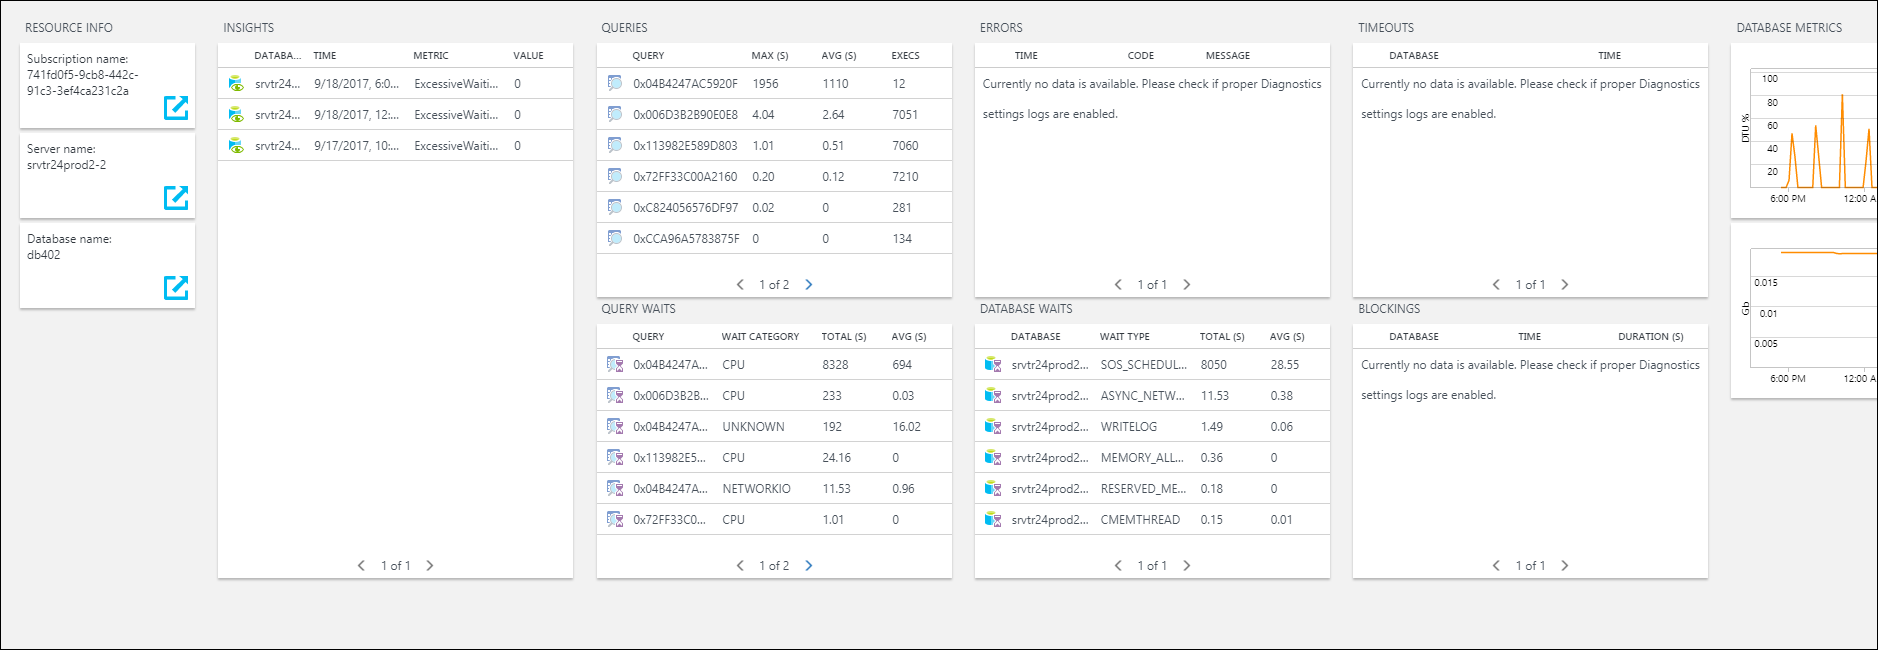 RESOURCE INFO
Subscription name:
741fd0f5-9cb8-442c-
91c3-3ef4ca231c2a
Server name:
srvtr24prod2-2
Database name:
db402
INSIGHTS
DATABA... TIME METRIC VALUE
srvtr24... 9/18/2017, 6:0... ExcessiveWaiti... 0
srvtr24... 9/18/2017, 12:... ExcessiveWaiti... 0
srvtr24... 9/17/2017, 10:... ExcessiveWaiti... 0
1 of 1
QUERIES
QUERY MAX (S) AVG (S) EXECS
0x04B4247AC5920F 1956 1110 12
0x006D3B2B90E0E8 4.04 2.64 7051
0x113982E589D803 1.01 0.51 7060
0x72FF33C00A2160 0.20 0.12 7210
0xC824056576DF97 0.02 0 281
0xCCA96A5783875F 0 0 134
1 of 2
QUERY WAITS
QUERY WAIT CATEGORY TOTAL (S) AVG (S)
0x04B4247A... CPU 8328 694
0x006D3B2B... CPU 233 0.03
0x04B4247A... UNKNOWN 192 16.02
0x113982E5... CPU 24.16 0
0x04B4247A... NETWORKIO 11.53 0.96
0x72FF33C0... CPU 1.01 0
1 of 2
ERRORS
TIME CODE MESSAGE
Currently no data is available. Please check if proper Diagnostics
settings logs are enabled.
1 of 1
DATABASE WAITS
DATABASE WAIT TYPE TOTAL (S) AVG (S)
srvtr24prod2... SOS_SCHEDUL... 8050 28.55
srvtr24prod2... ASYNC_NETW... 11.53 0.38
srvtr24prod2... WRITELOG 1.49 0.06
srvtr24prod2... MEMORY_ALL... 0.36 0
srvtr24prod2... RESERVED_ME... 0.18 0
srvtr24prod2... CMEMTHREAD 0.15 0.01
1 of 1
TIMEOUTS
DATABASE TIME
Currently no data is available. Please check if proper Diagnostics
settings logs are enabled.
1 of 1
BLOCKINGS
DATABASE TIME DURATION (S)
Currently no data is available. Please check if proper Diagnostics
settings logs are enabled.
1 of 1
DATABASE METRICS
DTU %
100
80
60
40
20
6:00 PM 12:00 A
Gb
0.015
0.01
0.005
6:00 PM 12:00 A